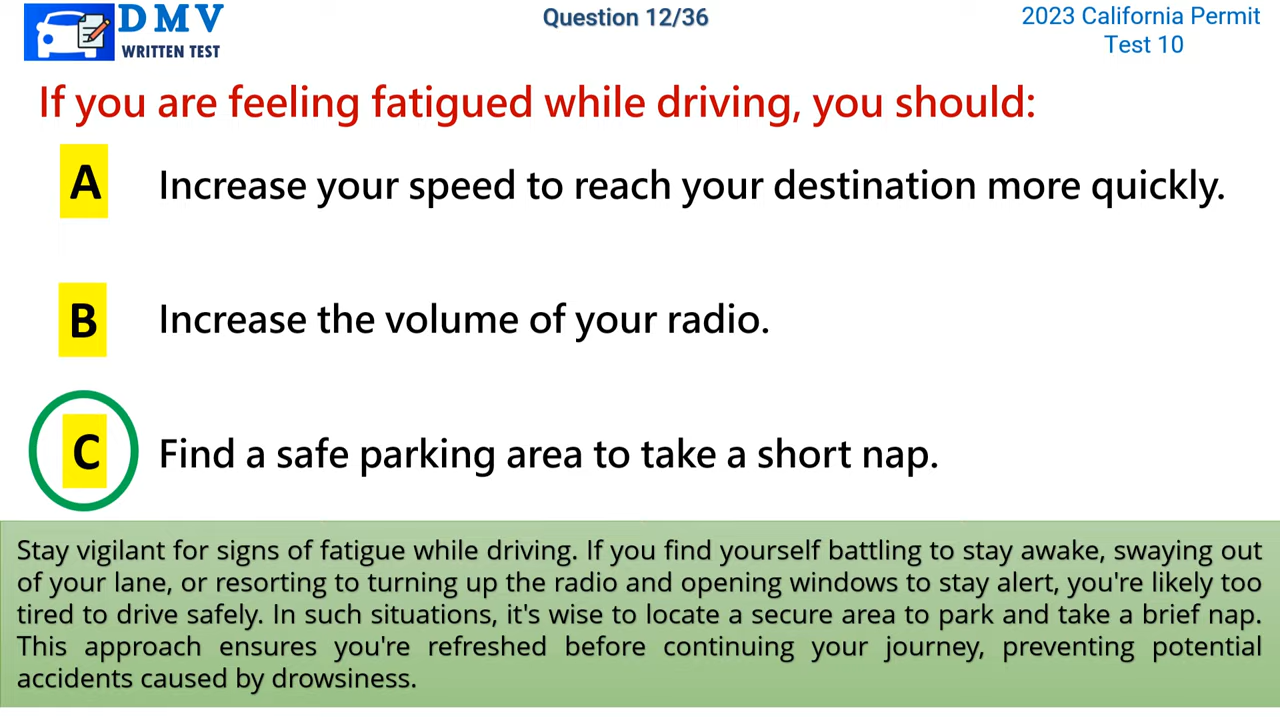 DMV
WRITTEN TEST
Question 12/36
2023 California Permit
Test 10
If you are feeling fatigued while driving, you should:
A Increase your speed to reach your destination more quickly.
B Increase the volume of your radio.
C Find a safe parking area to take a short nap.
Stay vigilant for signs of fatigue while driving. If you find yourself battling to stay awake, swaying out
of your lane, or resorting to turning up the radio and opening windows to stay alert, you're likely too
tired to drive safely. In such situations, it's wise to locate a secure area to park and take a brief nap.
This approach ensures you're refreshed before continuing your journey, preventing potential
accidents caused by drowsiness.